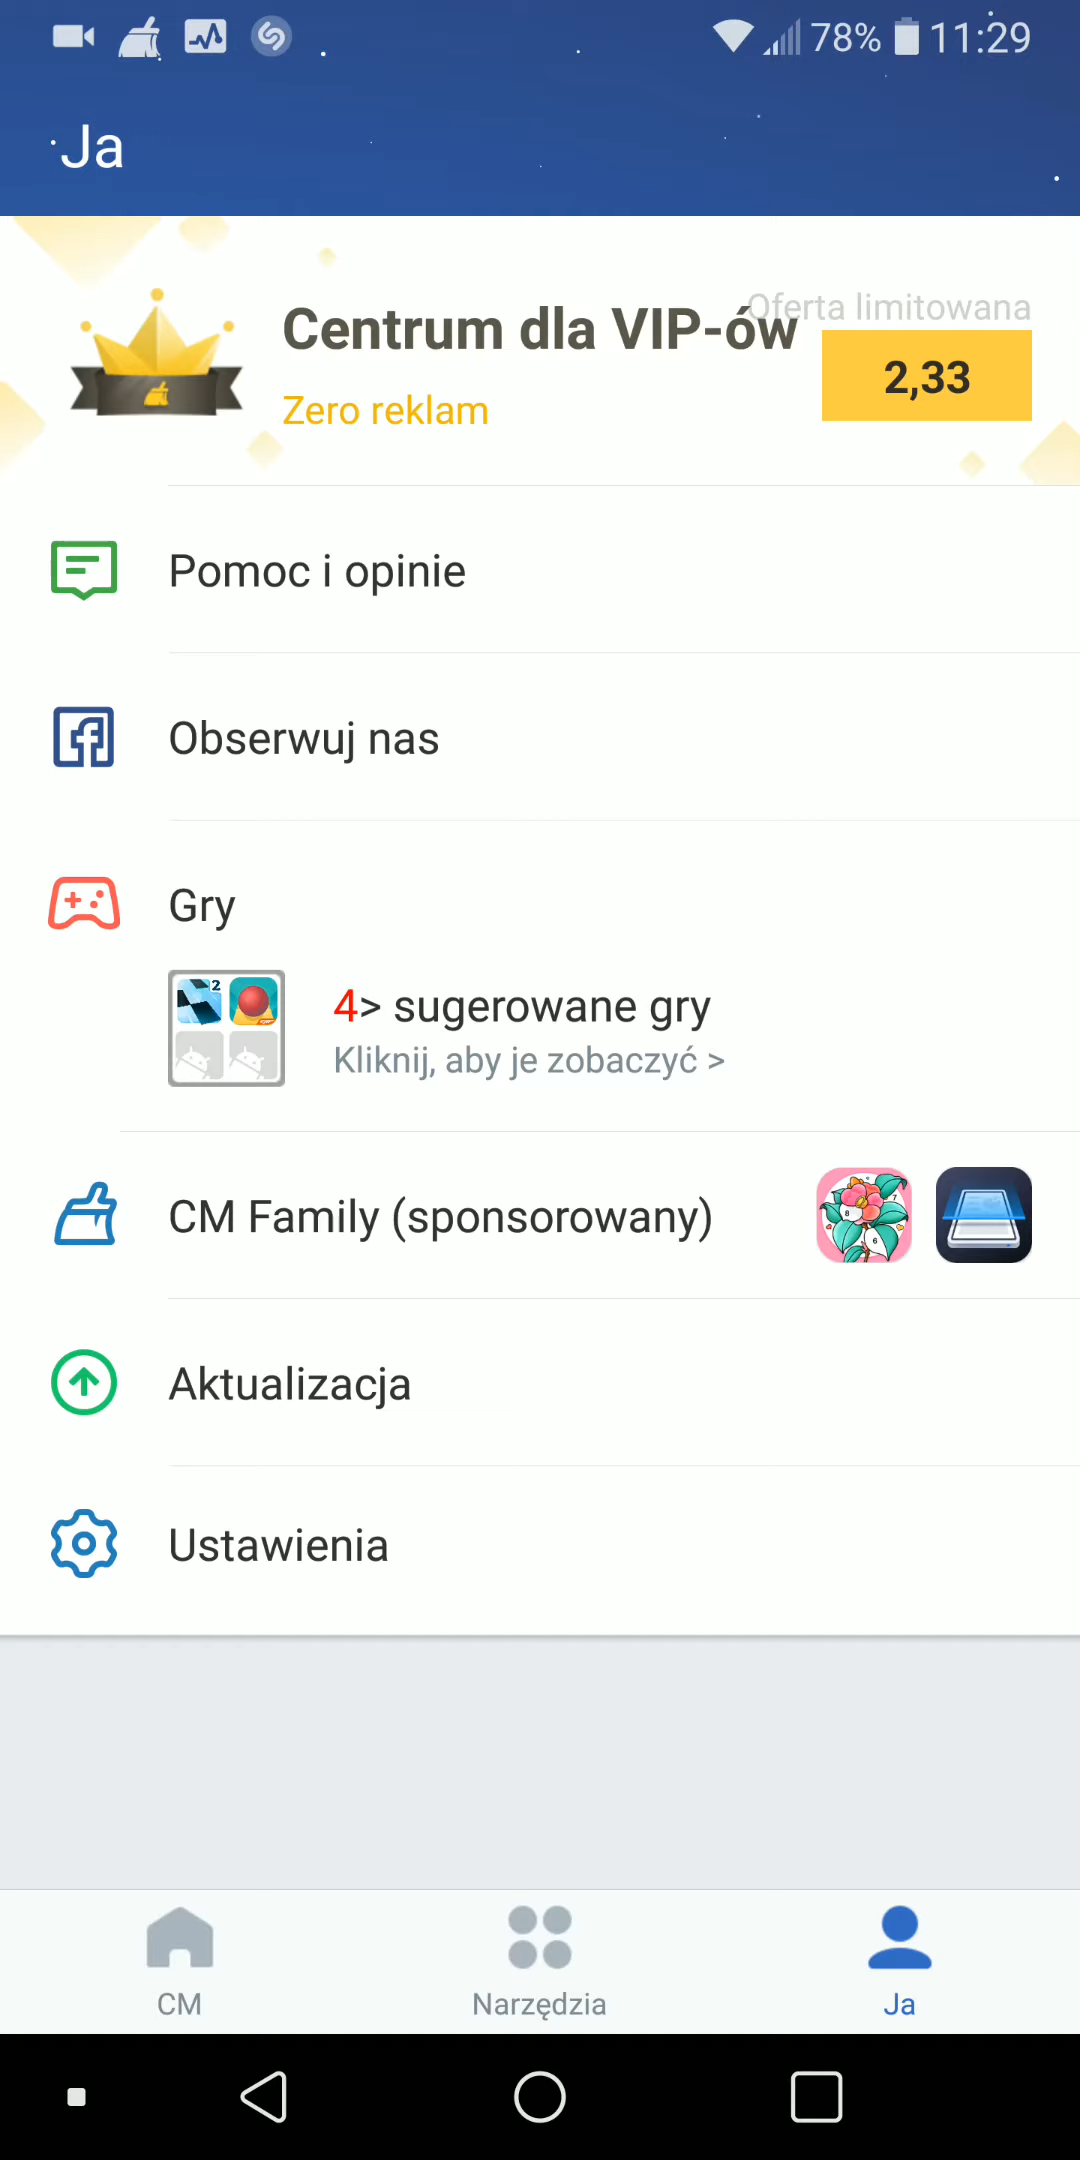 78% 11:29
Ja
Oferta limitowana
Centrum dla VIP-ów
2,33
Zero reklam
Pomoc i opinie
Obserwuj nas
Gry
4> sugerowane gry
Kliknij, aby je zobaczyć >
CM Family (sponsorowany)
Aktualizacja
Ustawienia
CM Narzędzia Ja